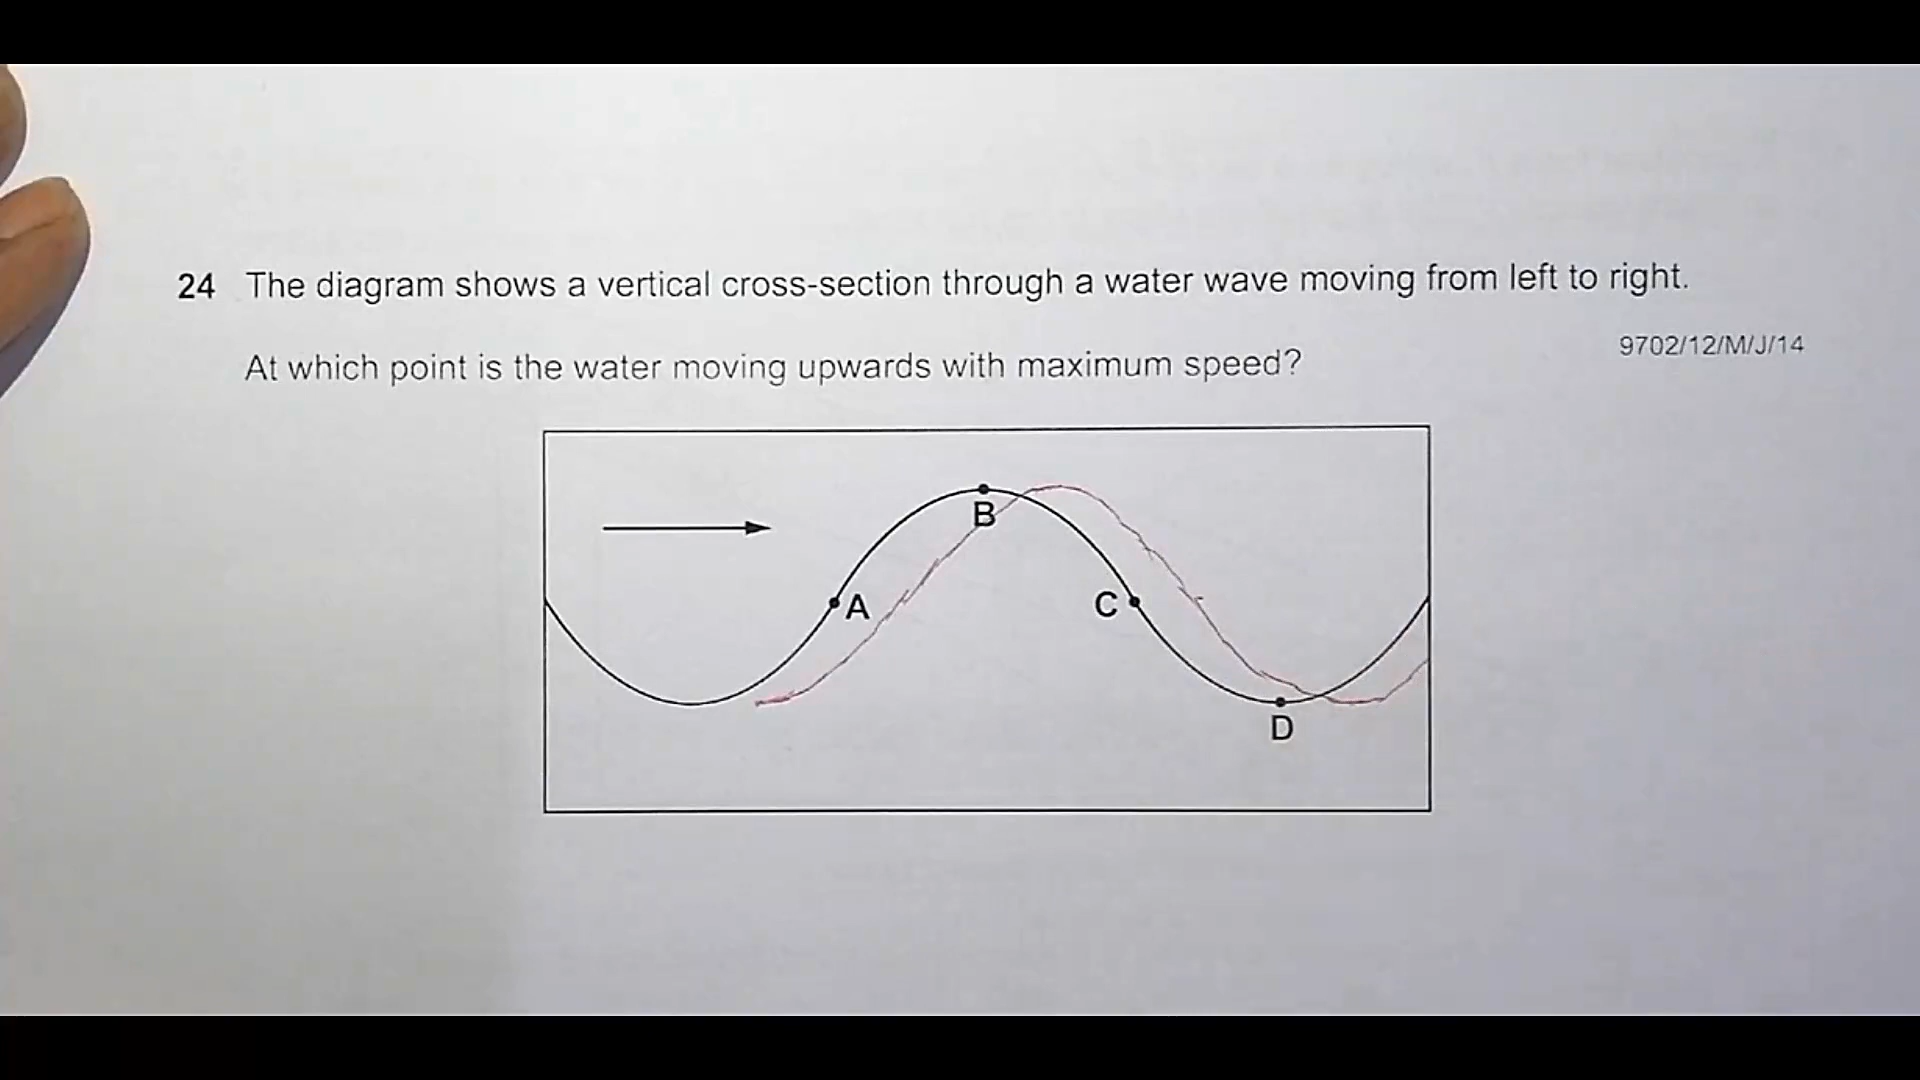 24 The diagram shows a vertical cross-section through a water wave moving from left to right.
9702/12/M/J/14
At which point is the water moving upwards with maximum speed?
B
A
C
D